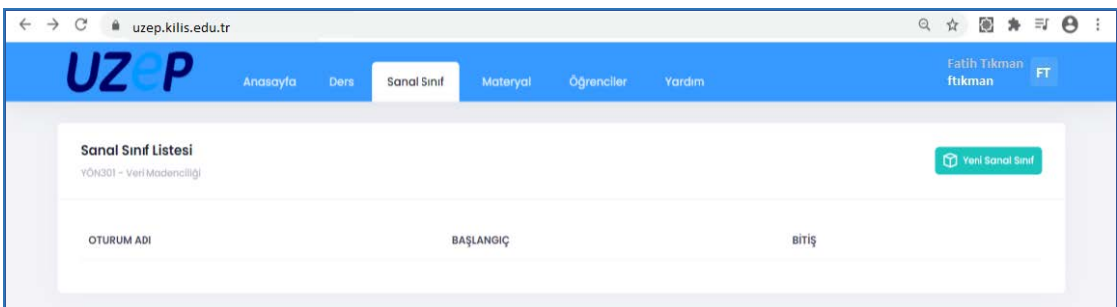 uzep.kilis.edu.tr
UZeP
Anasayfa Ders Sanal Sınıf Materyal Öğrenciler Yardım
Fatih Tıkman
ftıkman
FT
Sanal Sınıf Listesi
YÖN301 - Veri Madenciliği
Yeni Sanal Sınıf
OTURUM ADI BAŞLANGIÇ BİTİŞ